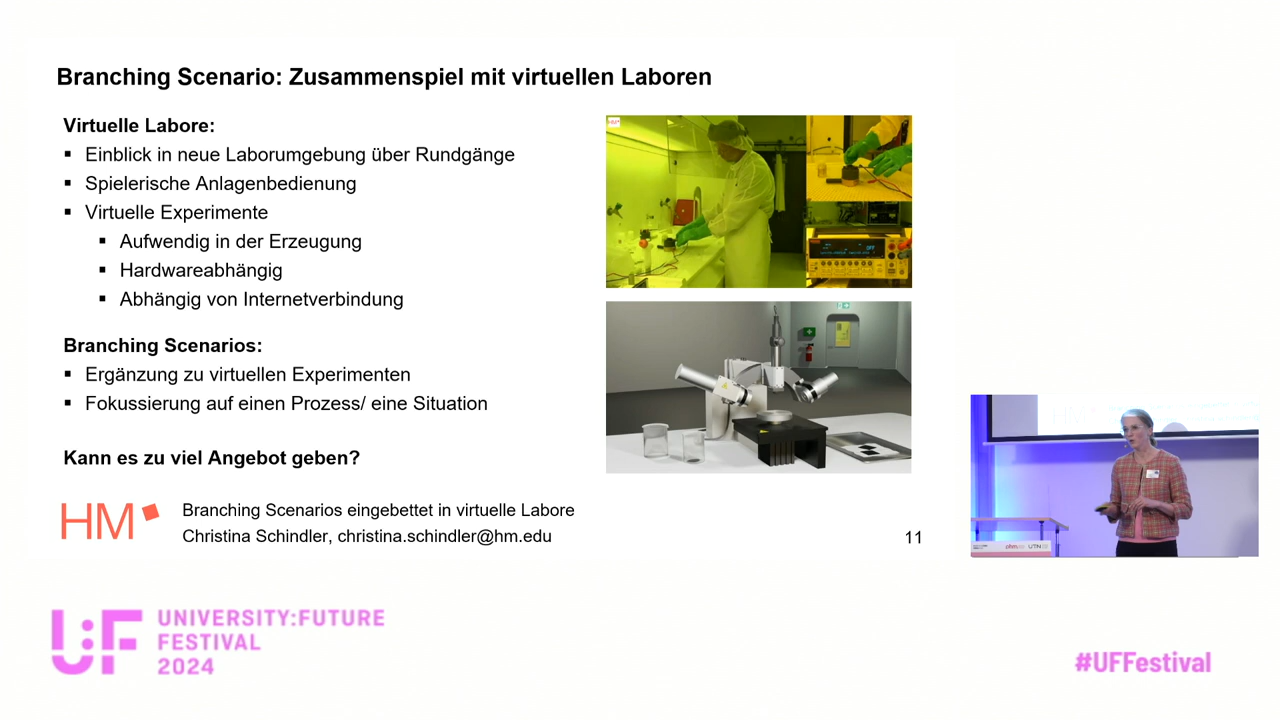 Branching Scenario: Zusammenspiel mit virtuellen Laboren
Virtuelle Labore:
▪ Einblick in neue Laborumgebung über Rundgänge
▪ Spielerische Anlagenbedienung
▪ Virtuelle Experimente
▪ Aufwendig in der Erzeugung
▪ Hardwareabhängig
▪ Abhängig von Internetverbindung
Branching Scenarios:
▪ Ergänzung zu virtuellen Experimenten
▪ Fokussierung auf einen Prozess/ eine Situation
Kann es zu viel Angebot geben?
HM
Branching Scenarios eingebettet in virtuelle Labore
Christina Schindler, christina.schindler@hm.edu
11
HM
UTN
U:F
UNIVERSITY:FUTURE
FESTIVAL
2024
#UFFestival